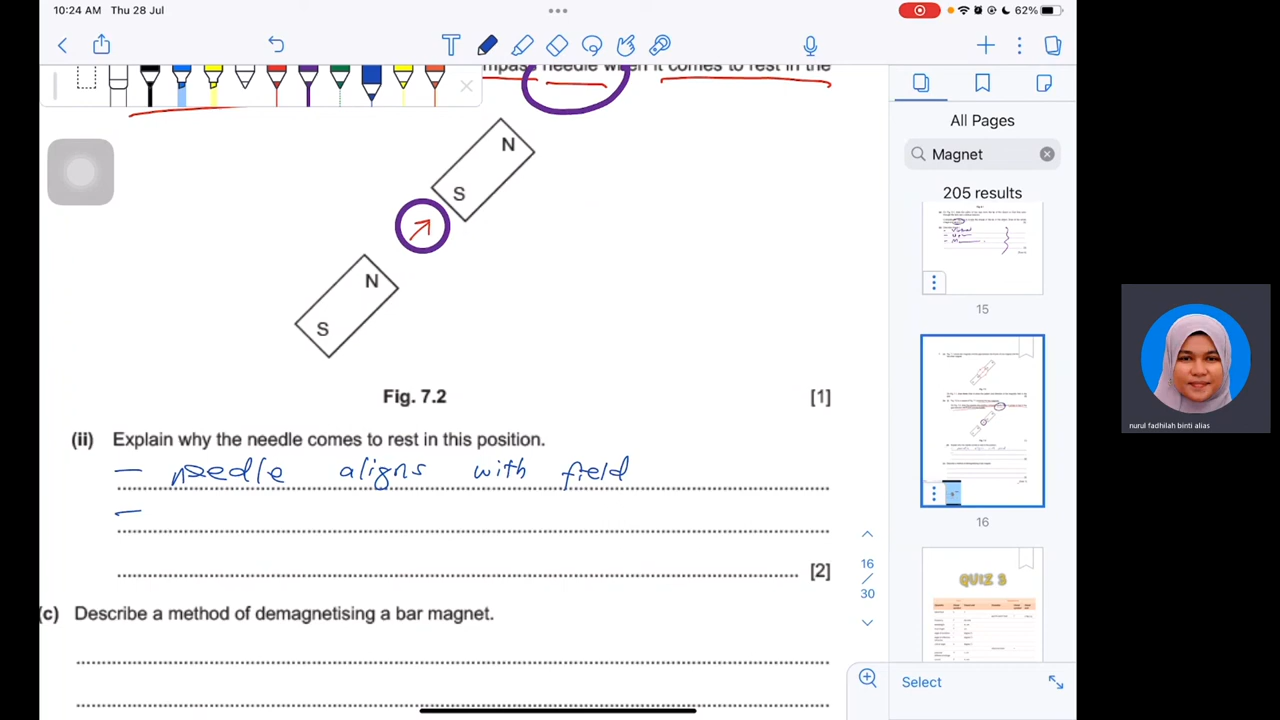 10:24 AM Thu 28 Jul
62%
needle when it comes to rest in the
All Pages
Magnet
205 results
N
S
N
S
15
Fig. 7.2
[1]
(ii) Explain why the needle comes to rest in this position.
– needle aligns with field
–
[2]
(c) Describe a method of demagnetising a bar magnet.
16
/
30
16
QUIZ 3
Select
nurul fadhilah binti alias